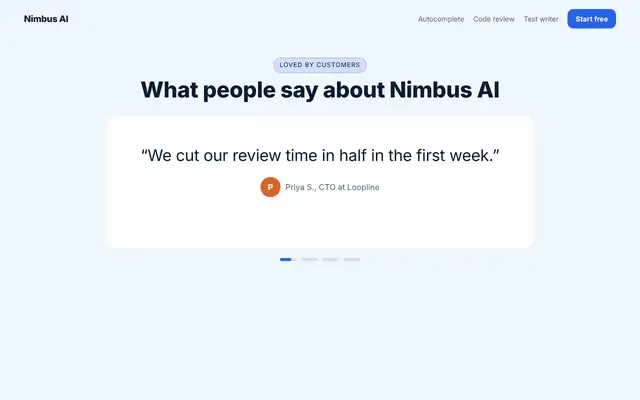 Nimbus AI
Autocomplete
Code review
Test writer
Start free
LOVED BY CUSTOMERS
What people say about Nimbus AI
“We cut our review time in half in the first week.”
P
Priya S., CTO at Loopline